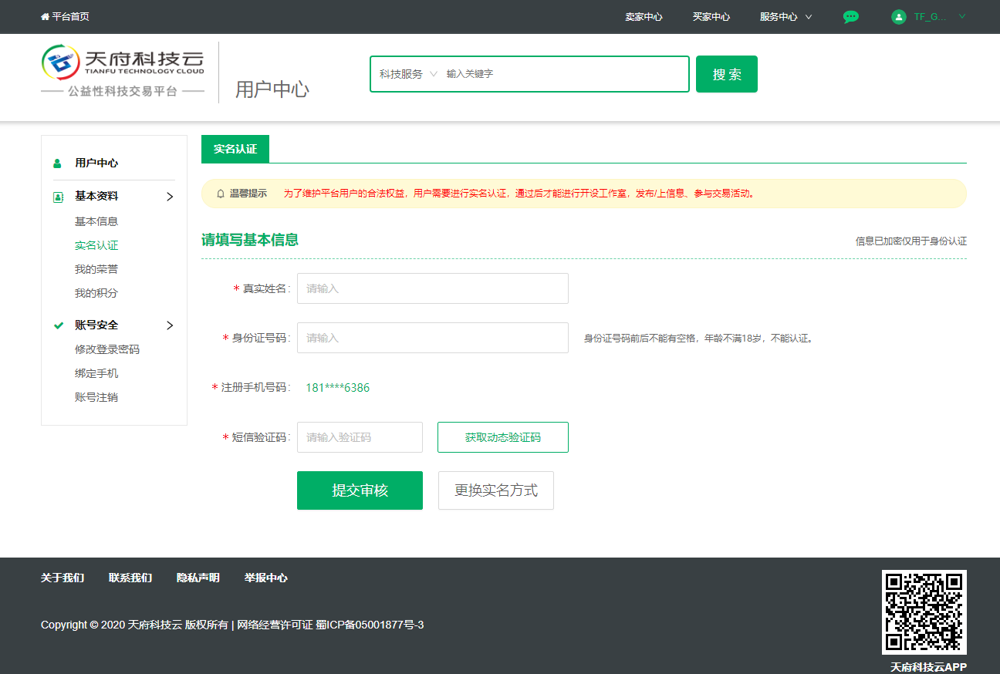 平台首页
卖家中心
买家中心
服务中心
TF_G...
天府科技云
TIANFU TECHNOLOGY CLOUD
公益性科技交易平台
用户中心
科技服务
输入关键字
搜 索
用户中心
基本资料
基本信息
实名认证
我的荣誉
我的积分
账号安全
修改登录密码
绑定手机
账号注销
实名认证
温馨提示 为了维护平台用户的合法权益，用户需要进行实名认证，通过后才能进行开设工作室，发布/上信息、参与交易活动。
请填写基本信息
信息已加密仅用于身份认证
* 真实姓名： 请输入
* 身份证号码： 请输入 身份证号码前后不能有空格，年龄不满18岁，不能认证。
* 注册手机号码： 181****6386
* 短信验证码： 请输入验证码 获取动态验证码
提交审核 更换实名方式
关于我们 联系我们 隐私声明 举报中心
Copyright © 2020 天府科技云 版权所有 | 网络经营许可证 蜀ICP备05001877号-3
天府科技云APP